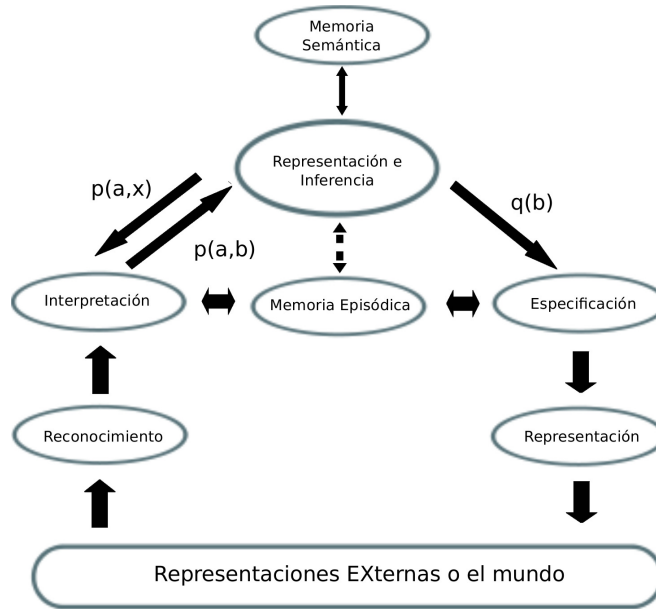 Memoria
Semántica
Representación e
Inferencia
p(a,x)
q(b)
p(a,b)
Interpretación
Memoria Episódica
Especificación
Reconocimiento
Representación
Representaciones EXternas o el mundo